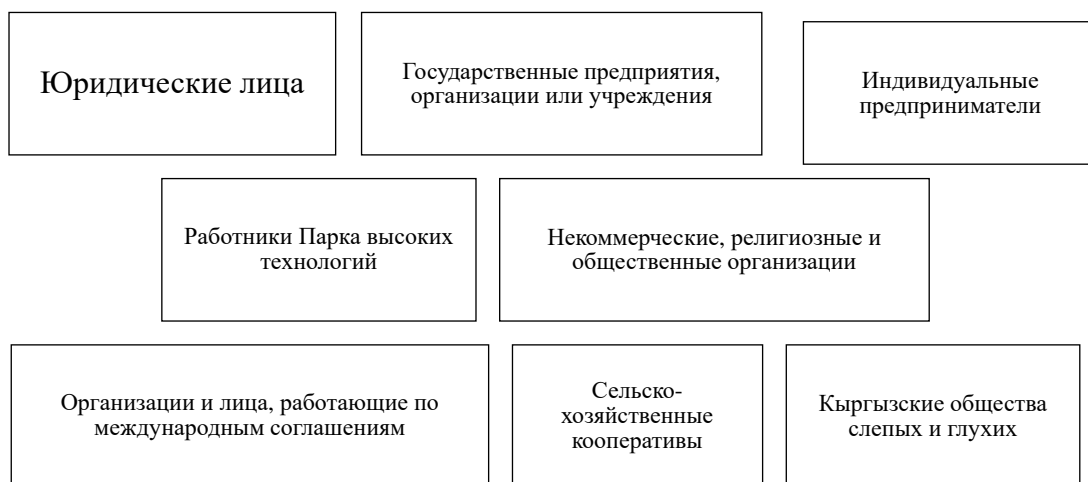 Юридические лица
Государственные предприятия,
организации или учреждения
Индивидуальные
предприниматели
Работники Парка высоких
технологий
Некоммерческие, религиозные и
общественные организации
Организации и лица, работающие по
международным соглашениям
Сельско-
хозяйственные
кооперативы
Кыргызские общества
слепых и глухих